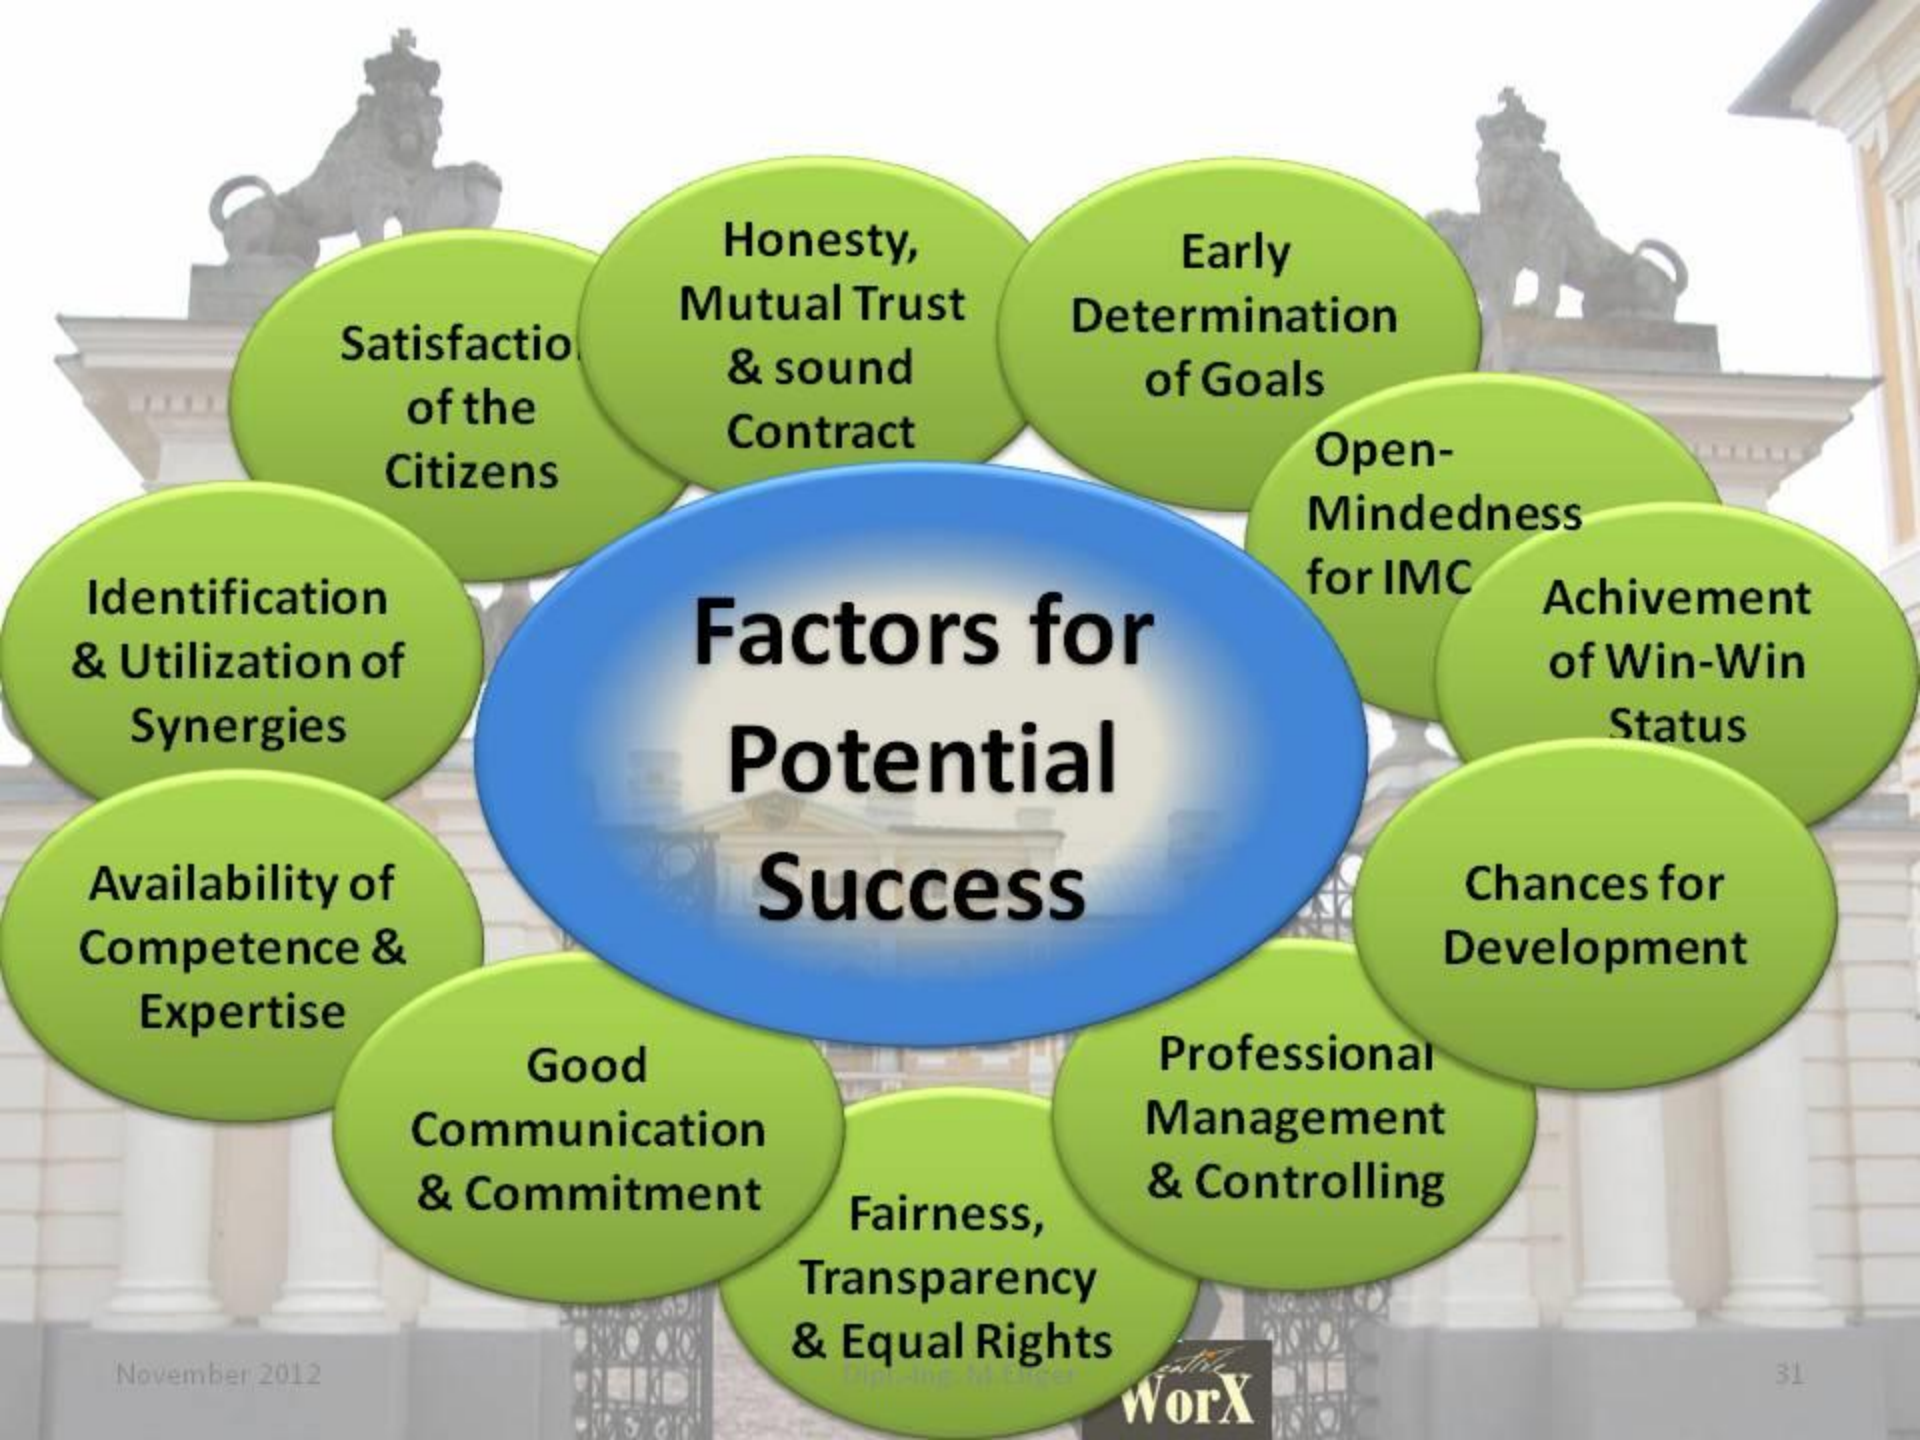 Honesty,
Mutual Trust
& sound
Contract
Early
Determination
of Goals
Satisfactio
of the
Citizens
Open-
Mindedness
for IMC
Identification
& Utilization of
Synergies
Factors for
Potential
Success
Achivement
of Win-Win
Status
Availability of
Competence &
Expertise
Chances for
Development
Good
Communication
& Commitment
Professional
Management
& Controlling
Fairness,
Transparency
& Equal Rights
November 2012
Dipl.-Ing.
WorX
31